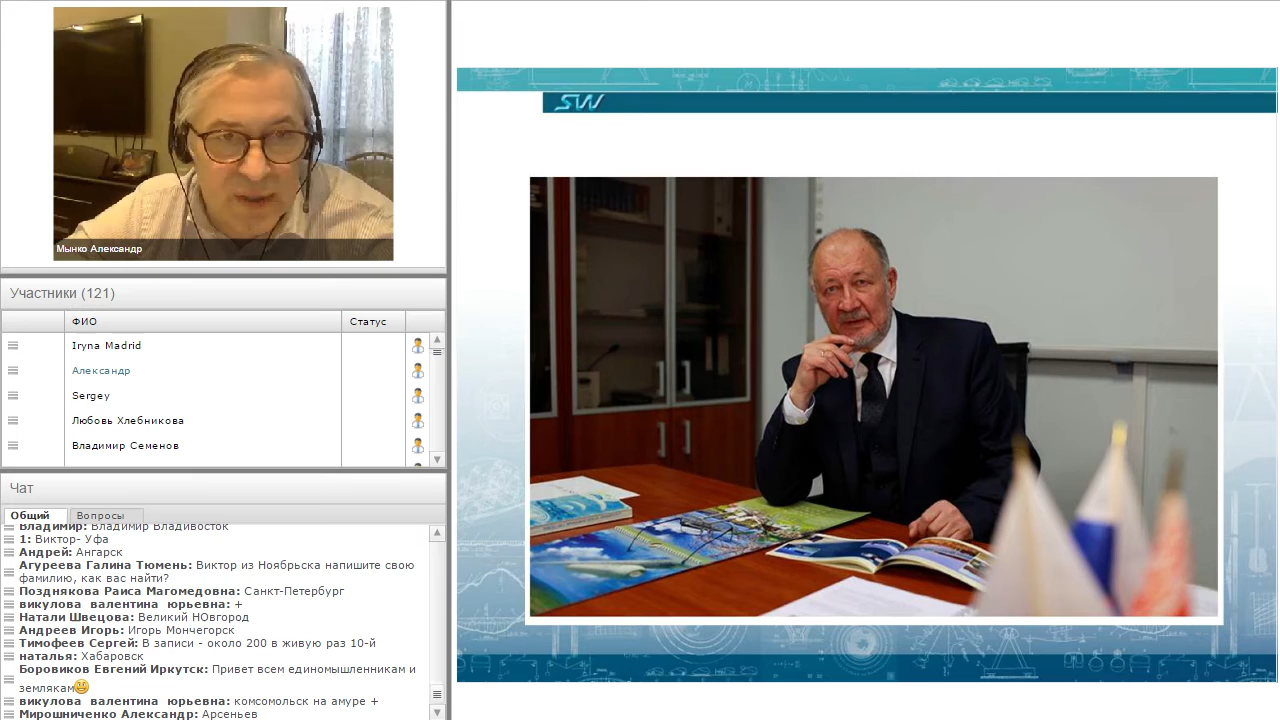 SW
Мынко Александр
Участники (121)
ФИО Статус
Iryna Madrid
Александр
Sergey
Любовь Хлебникова
Владимир Семенов
Чат
Общий Вопросы
Владимир: Владимир Владивосток
1: Виктор- Уфа
Андрей: Ангарск
Агуреева Галина Тюмень: Виктор из Ноябрьска напишите свою
фамилию, как вас найти?
Позднякова Раиса Магомедовна: Санкт-Петербург
викулова валентина юрьевна: +
Натали Швецова: Великий НОвгород
Андреев Игорь: Игорь Мончегорск
Тимофеев Сергей: В записи - около 200 в живую раз 10-й
наталья: Хабаровск
Боровиков Евгений Иркутск: Привет всем единомышленникам и
землякам
викулова валентина юрьевна: комсомольск на амуре +
Мирошниченко Александр: Арсеньев